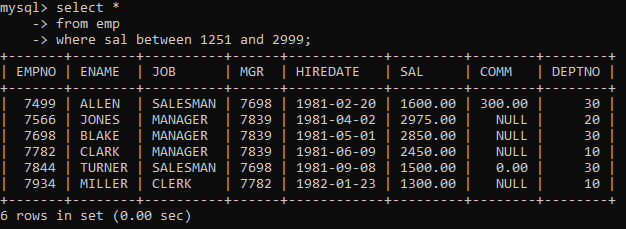 mysql> select *
    -> from emp
    -> where sal between 1251 and 2999;
+-------+--------+----------+------+------------+---------+--------+--------+
| EMPNO | ENAME  | JOB      | MGR  | HIREDATE   | SAL     | COMM   | DEPTNO |
+-------+--------+----------+------+------------+---------+--------+--------+
|  7499 | ALLEN  | SALESMAN | 7698 | 1981-02-20 | 1600.00 | 300.00 |     30 |
|  7566 | JONES  | MANAGER  | 7839 | 1981-04-02 | 2975.00 |   NULL |     20 |
|  7698 | BLAKE  | MANAGER  | 7839 | 1981-05-01 | 2850.00 |   NULL |     30 |
|  7782 | CLARK  | MANAGER  | 7839 | 1981-06-09 | 2450.00 |   NULL |     10 |
|  7844 | TURNER | SALESMAN | 7698 | 1981-09-08 | 1500.00 |   0.00 |     30 |
|  7934 | MILLER | CLERK    | 7782 | 1982-01-23 | 1300.00 |   NULL |     10 |
+-------+--------+----------+------+------------+---------+--------+--------+
6 rows in set (0.00 sec)